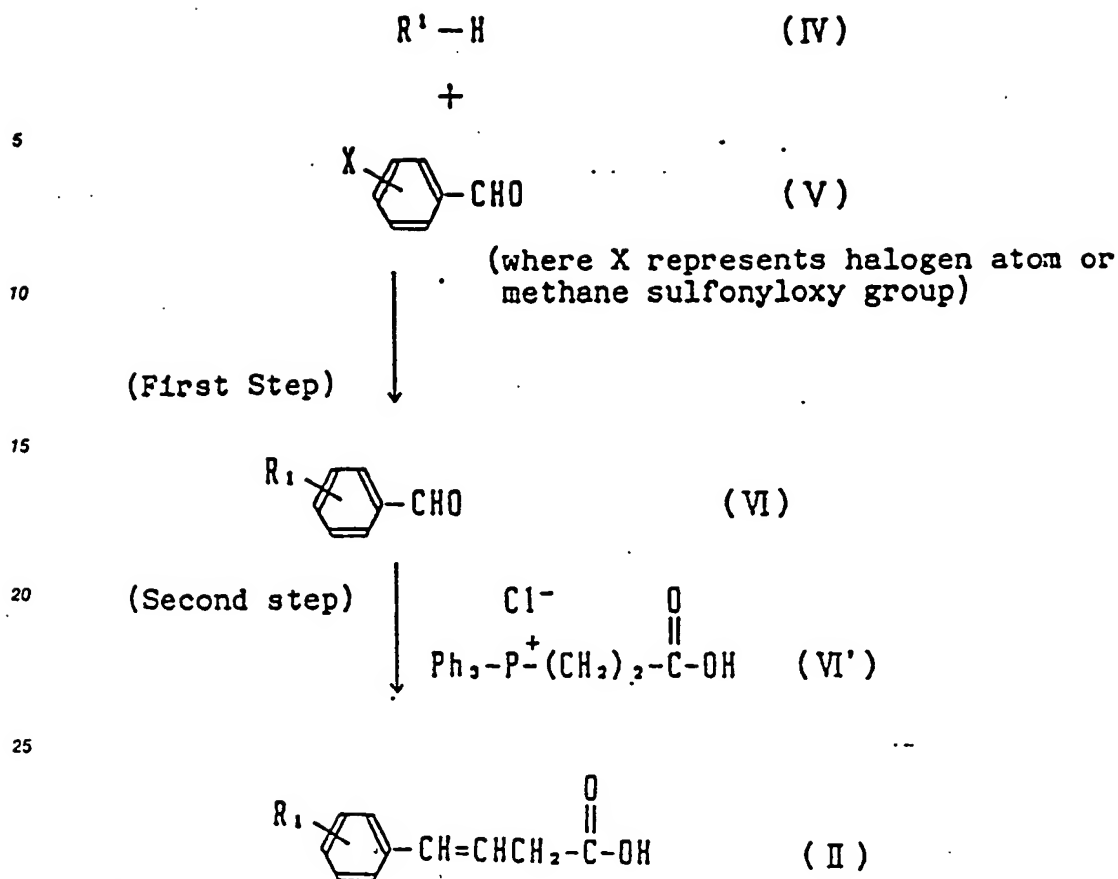 R¹ — H (IV)
+
5
X
-CHO (V)
(where X represents halogen atom or
10
methane sulfonyloxy group)
(First Step)
15
R₁
-CHO (VI)
20 (Second step)
Cl⁻ O
Ph₃-P⁺-(CH₂)₂-C-OH (VI')
25
O
R₁
-CH=CHCH₂-C-OH (II)